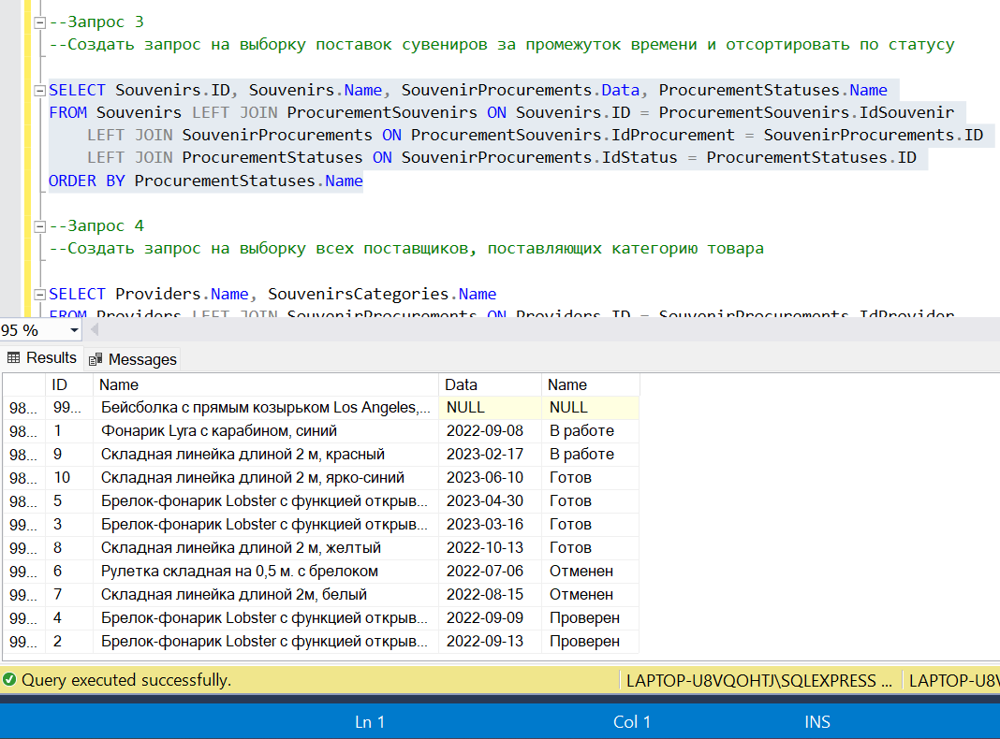 --Запрос 3
--Создать запрос на выборку поставок сувениров за промежуток времени и отсортировать по статусу
SELECT Souvenirs.ID, Souvenirs.Name, SouvenirProcurements.Data, ProcurementStatuses.Name
FROM Souvenirs LEFT JOIN ProcurementSouvenirs ON Souvenirs.ID = ProcurementSouvenirs.IdSouvenir
LEFT JOIN SouvenirProcurements ON ProcurementSouvenirs.IdProcurement = SouvenirProcurements.ID
LEFT JOIN ProcurementStatuses ON SouvenirProcurements.IdStatus = ProcurementStatuses.ID
ORDER BY ProcurementStatuses.Name
--Запрос 4
--Создать запрос на выборку всех поставщиков, поставляющих категорию товара
SELECT Providers.Name, SouvenirsCategories.Name
FROM Providers LEFT JOIN SouvenirProcurements ON Providers.ID = SouvenirProcurements.IdProvider
95 %
Results Messages
ID Name Data Name
98... 99... Бейсболка с прямым козырьком Los Angeles,... NULL NULL
98... 1 Фонарик Lyra с карабином, синий 2022-09-08 В работе
98... 9 Складная линейка длиной 2 м, красный 2023-02-17 В работе
98... 10 Складная линейка длиной 2 м, ярко-синий 2023-06-10 Готов
98... 5 Брелок-фонарик Lobster с функцией открыв... 2023-04-30 Готов
99... 3 Брелок-фонарик Lobster с функцией открыв... 2023-03-16 Готов
99... 8 Складная линейка длиной 2 м, желтый 2022-10-13 Готов
99... 6 Рулетка складная на 0,5 м. с брелоком 2022-07-06 Отменен
99... 7 Складная линейка длиной 2м, белый 2022-08-15 Отменен
99... 4 Брелок-фонарик Lobster с функцией открыв... 2022-09-09 Проверен
99... 2 Брелок-фонарик Lobster с функцией открыв... 2022-09-13 Проверен
Query executed successfully. LAPTOP-U8VQOHTJ\SQLEXPRESS ... LAPTOP-U8V
Ln 1 Col 1 INS